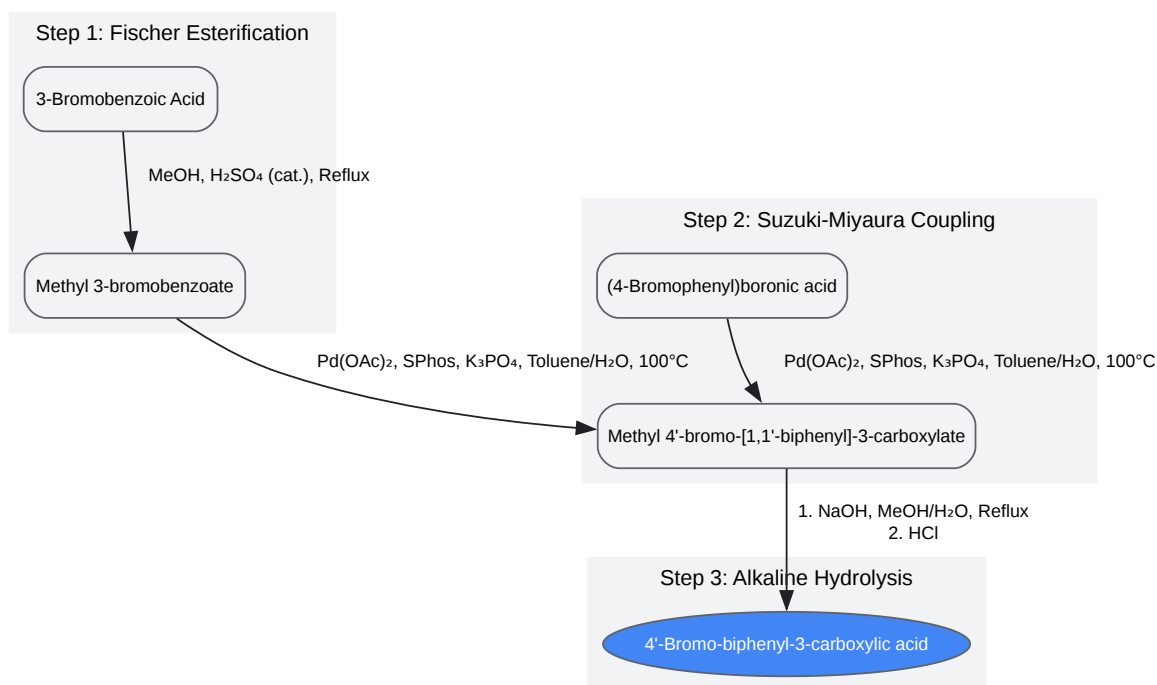 Step 1: Fischer Esterification
3-Bromobenzoic Acid
MeOH, H₂SO₄ (cat.), Reflux
Methyl 3-bromobenzoate
Step 2: Suzuki-Miyaura Coupling
(4-Bromophenyl)boronic acid
Pd(OAc)₂, SPhos, K₃PO₄, Toluene/H₂O, 100°C
Pd(OAc)₂, SPhos, K₃PO₄, Toluene/H₂O, 100°C
Methyl 4'-bromo-[1,1'-biphenyl]-3-carboxylate
1. NaOH, MeOH/H₂O, Reflux
2. HCl
Step 3: Alkaline Hydrolysis
4'-Bromo-biphenyl-3-carboxylic acid